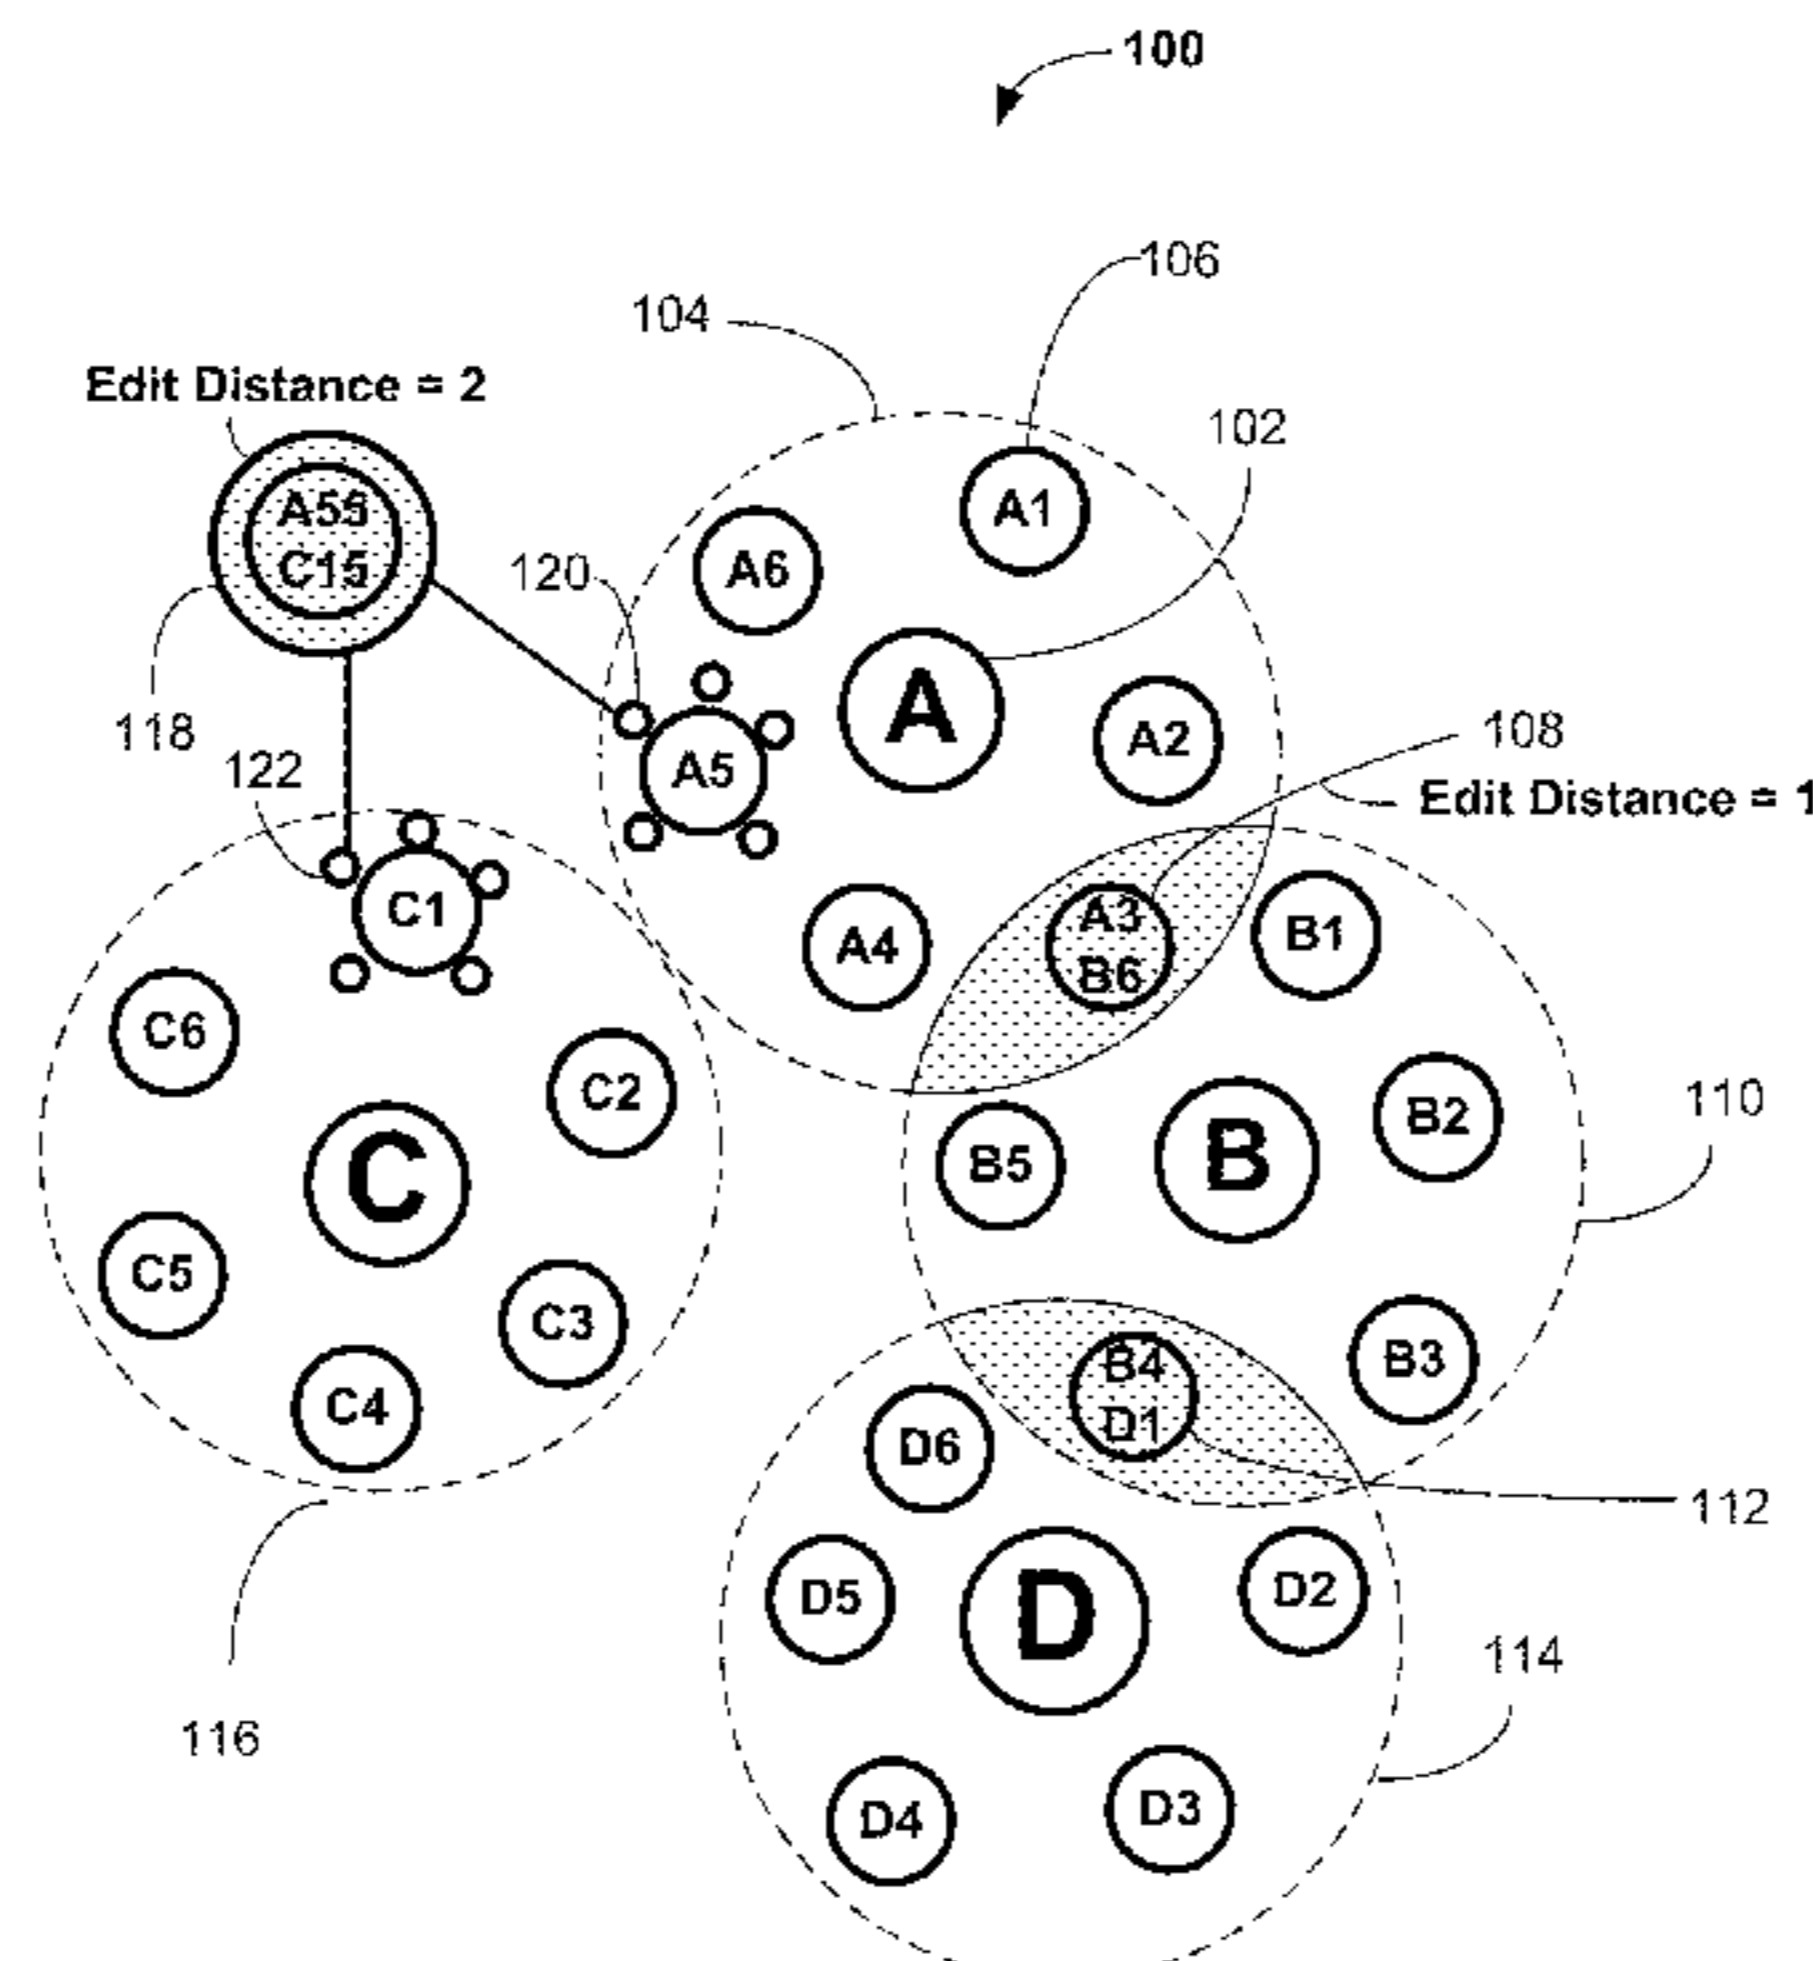 100
106
104
Edit Distance = 2
102
A1
A55
C15
120
A6
A
118
108
A2
122
A5
Edit Distance = 1
C1
A3
B1
A4
B6
C6
C2
110
B2
B5
B
C
C5
C3
B4
B3
C4
D1
D6
112
D2
D5
D
114
116
D3
D4